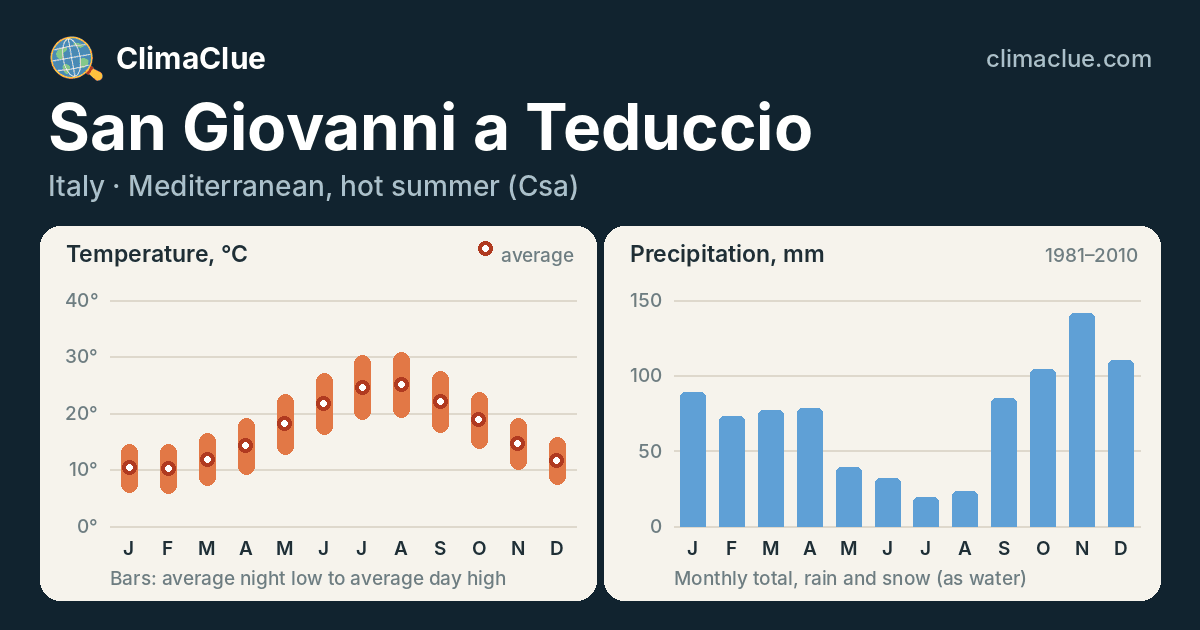 ClimaClue
climaclue.com
San Giovanni a Teduccio
Italy · Mediterranean, hot summer (Csa)
Temperature, °C
average
40°
30°
20°
10°
0°
J F M A M J J A S O N D
Bars: average night low to average day high
Precipitation, mm
1981–2010
150
100
50
0
J F M A M J J A S O N D
Monthly total, rain and snow (as water)